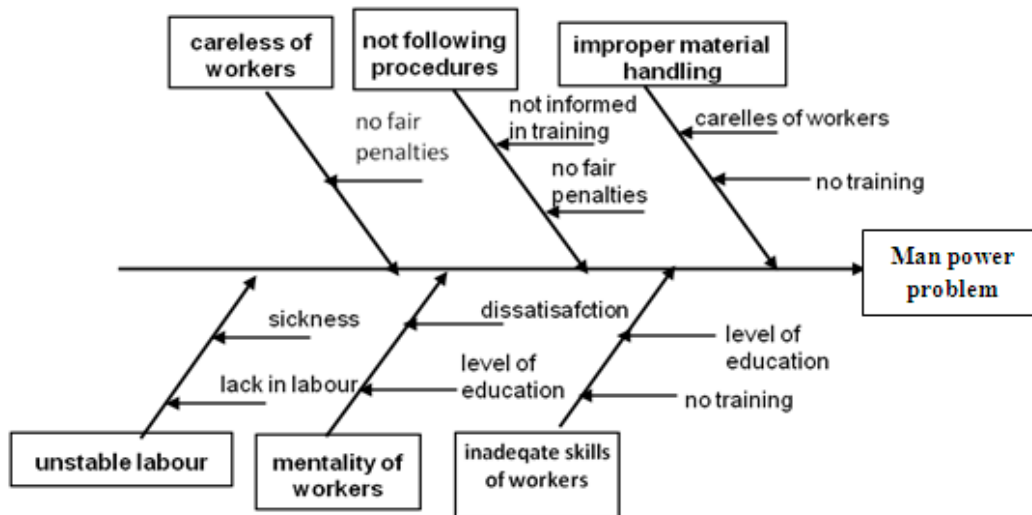 careless of
workers
not following
procedures
improper material
handling
no fair
penalties
not informed
in training
no fair
penalties
carelles of workers
no training
Man power
problem
sickness
lack in labour
dissatisafction
level of
education
level of
education
no training
unstable labour
mentality of
workers
inadeqate skills
of workers